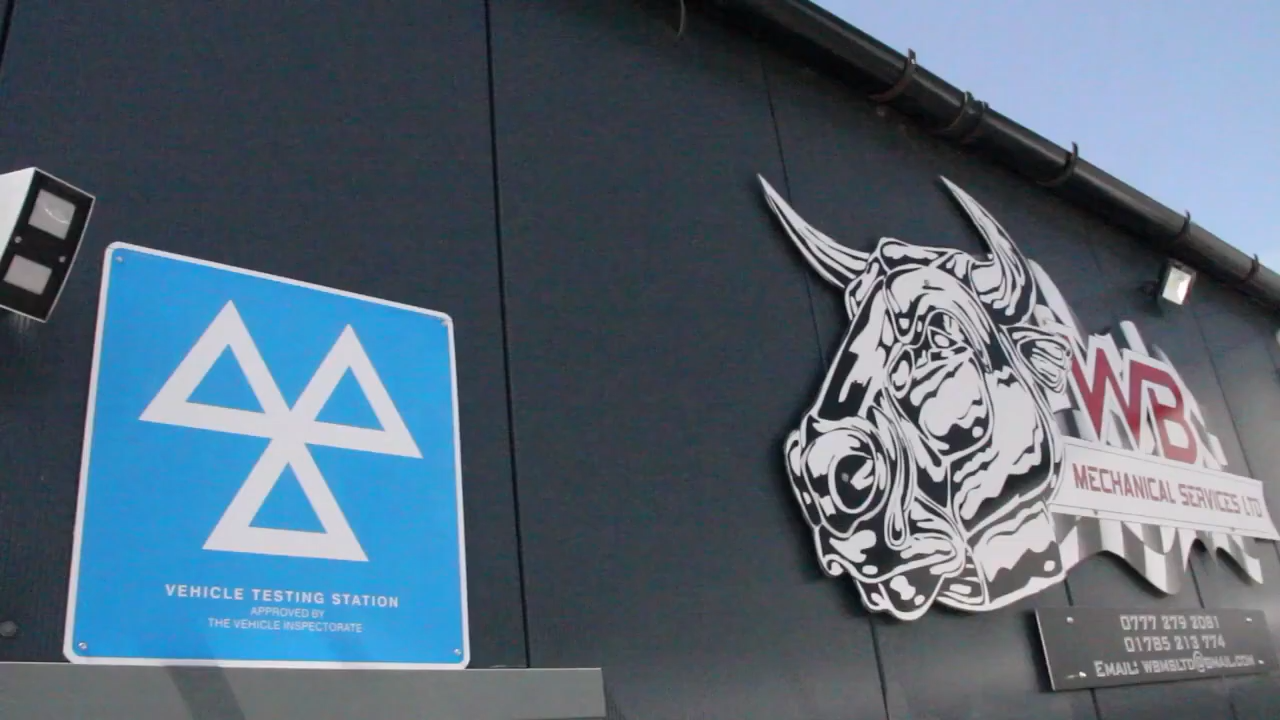 VEHICLE TESTING STATION
APPROVED BY
THE VEHICLE INSPECTORATE
WB
MECHANICAL SERVICES LTD
0777 279 2081
01785 213 774
EMAIL: WBMSLTD@GMAIL.COM